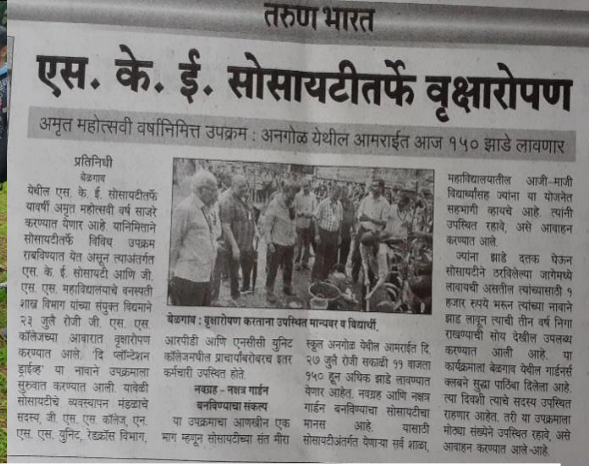 तरुण भारत
एस. के. ई. सोसायटीतर्फे वृक्षारोपण
अमृत महोत्सवी वर्षानिमित्त उपक्रम : अनगोळ येथील आमराईत आज १५० झाडे लावणार
प्रतिनिधी
बेळगाव
येथील एस. के. ई. सोसायटीतर्फे
यावर्षी अमृत महोत्सवी वर्ष साजरे
करण्यात येणार आहे. यानिमित्ताने
सोसायटीतर्फे विविध उपक्रम
राबविण्यात येत असून त्याअंतर्गत
एस. के. ई. सोसायटी आणि जी.
एस. एस. महाविद्यालयाचे वनस्पती
शास्त्र विभाग यांच्या संयुक्त विद्यमाने
२३ जुलै रोजी जी. एस. एस.
कॉलेजच्या आवारात वृक्षारोपण
करण्यात आले. 'दि प्लॉन्टेशन
ड्राईव्ह' या नावाने उपक्रमाला
सुरुवात करण्यात आली. यावेळी
सोसायटीचे व्यवस्थापन मंडळाचे
सदस्य, जी. एस. एस कॉलेज, एन.
एस. एस. युनिट, रेडक्रॉस विभाग,
बेळगाव : वृक्षारोपण करताना उपस्थित मान्यवर व विद्यार्थी.
आरपीडी आणि एनसीसी युनिट
कॉलेजमधील प्राचार्यांबरोबरच इतर
कर्मचारी उपस्थित होते.
नवग्रह - नक्षत्र गार्डन
बनविण्याचा संकल्प
या उपक्रमाचा आणखीन एक
भाग म्हणून सोसायटीच्या संत मीरा
स्कूल अनगोळ येथील आमराईत दि.
२७ जुलै रोजी सकाळी ११ वाजता
१५० हून अधिक झाडे लावण्यात
येणार आहेत. नवग्रह आणि नक्षत्र
गार्डन बनविण्याचा सोसायटीचा
मानस आहे. यासाठी
सोसायटीअंतर्गत येणाऱ्या सर्व शाळा,
महाविद्यालयातील आजी-माजी
विद्यार्थ्यांसह ज्यांना या योजनेत
सहभागी व्हायचे आहे. त्यांनी
उपस्थित रहावे, असे आवाहन
करण्यात आले.
ज्यांना झाडे दत्तक घेऊन
सोसायटीने ठरविलेल्या जागेमध्ये
लावायची असतील त्यांच्यासाठी १
हजार रुपये भरून त्यांच्या नावाने
झाड लावून त्याची तीन वर्ष निगा
राखण्याची सोय देखील उपलब्ध
करण्यात आली आहे. या
कार्यक्रमाला बेळगाव येथील गार्डनर्स
क्लबने सुद्धा पाठिंबा दिलेला आहे.
त्या दिवशी त्याचे सदस्य उपस्थित
राहणार आहेत. तरी या उपक्रमाला
मोठ्या संख्येने उपस्थित रहावे, असे
आवाहन करण्यात आले आहे.